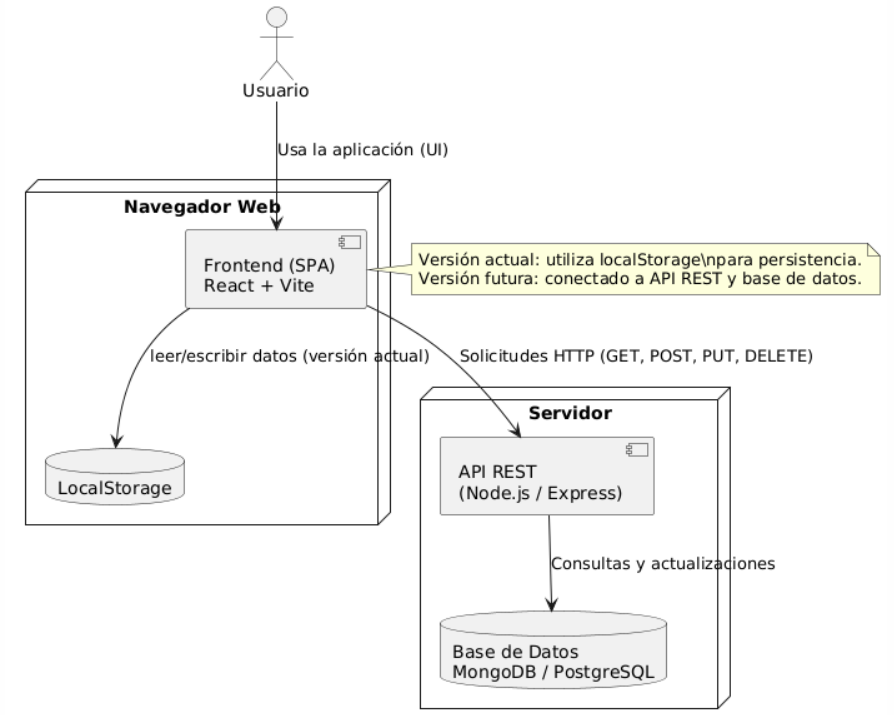 Usuario
Usa la aplicación (UI)
Navegador Web
Frontend (SPA)
React + Vite
Versión actual: utiliza localStorage\npara persistencia.
Versión futura: conectado a API REST y base de datos.
leer/escribir datos (versión actual)
Solicitudes HTTP (GET, POST, PUT, DELETE)
Servidor
API REST
(Node.js / Express)
LocalStorage
Consultas y actualizaciones
Base de Datos
MongoDB / PostgreSQL